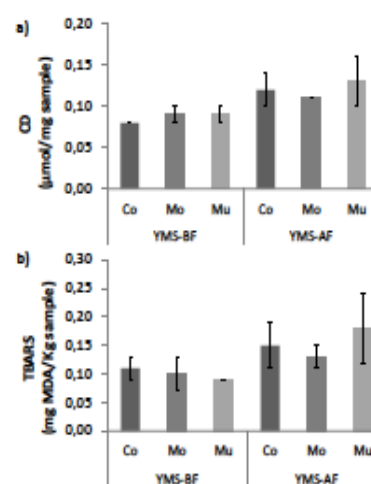 a)
CD
(µmol/mg sample)
0,20
0,15
0,10
0,05
0,00
Co Mo Mu Co Mo Mu
YMS-BF YMS-AF
b)
TBARS
(mg MDA/Kg sample)
0,30
0,25
0,20
0,15
0,10
0,05
0,00
Co Mo Mu Co Mo Mu
YMS-BF YMS-AF